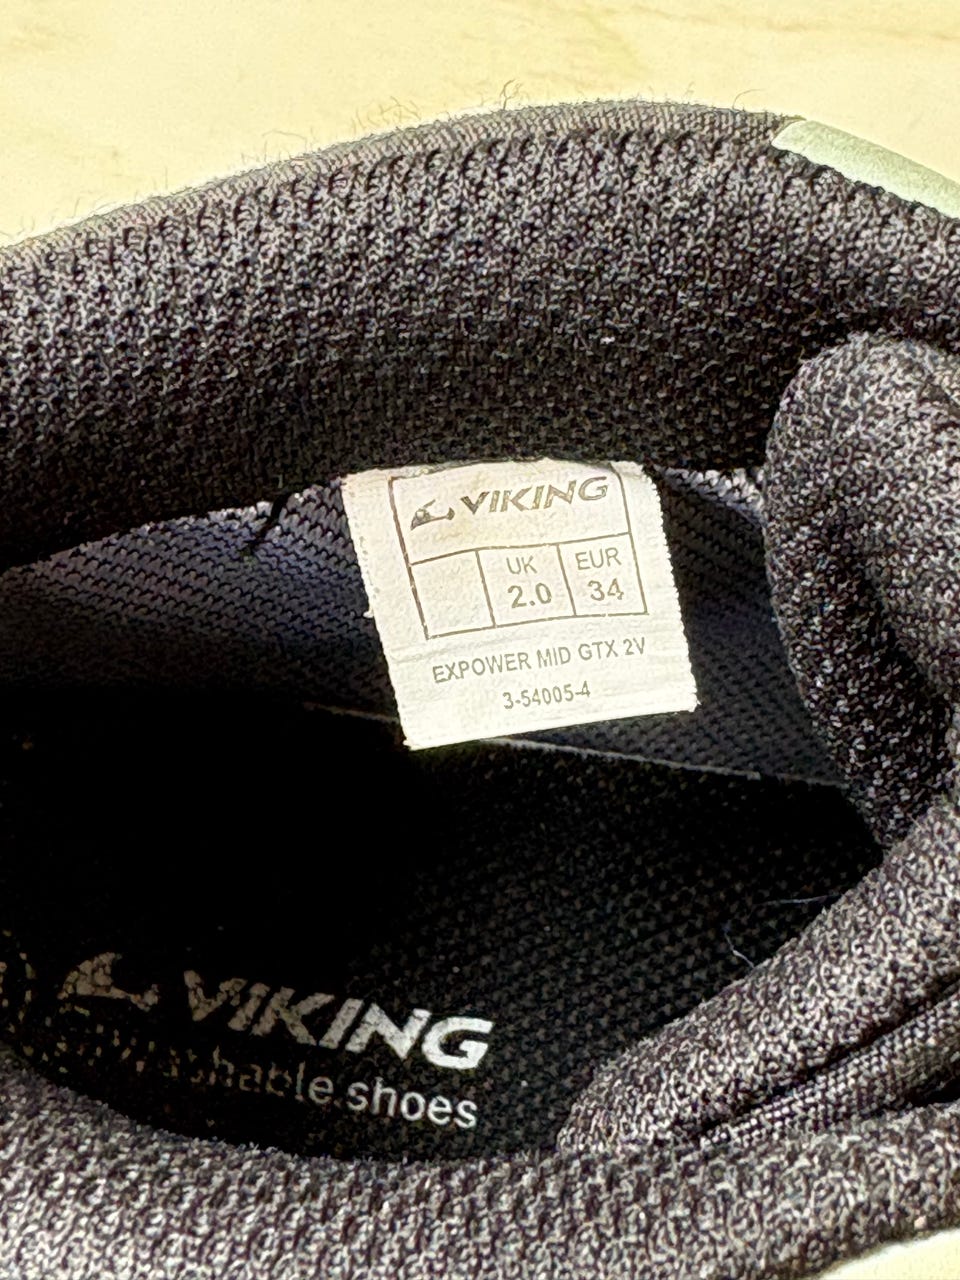 VIKING
UK EUR
2.0 34
EXPOWER MID GTX 2V
3-54005-4
VIKING
shoes